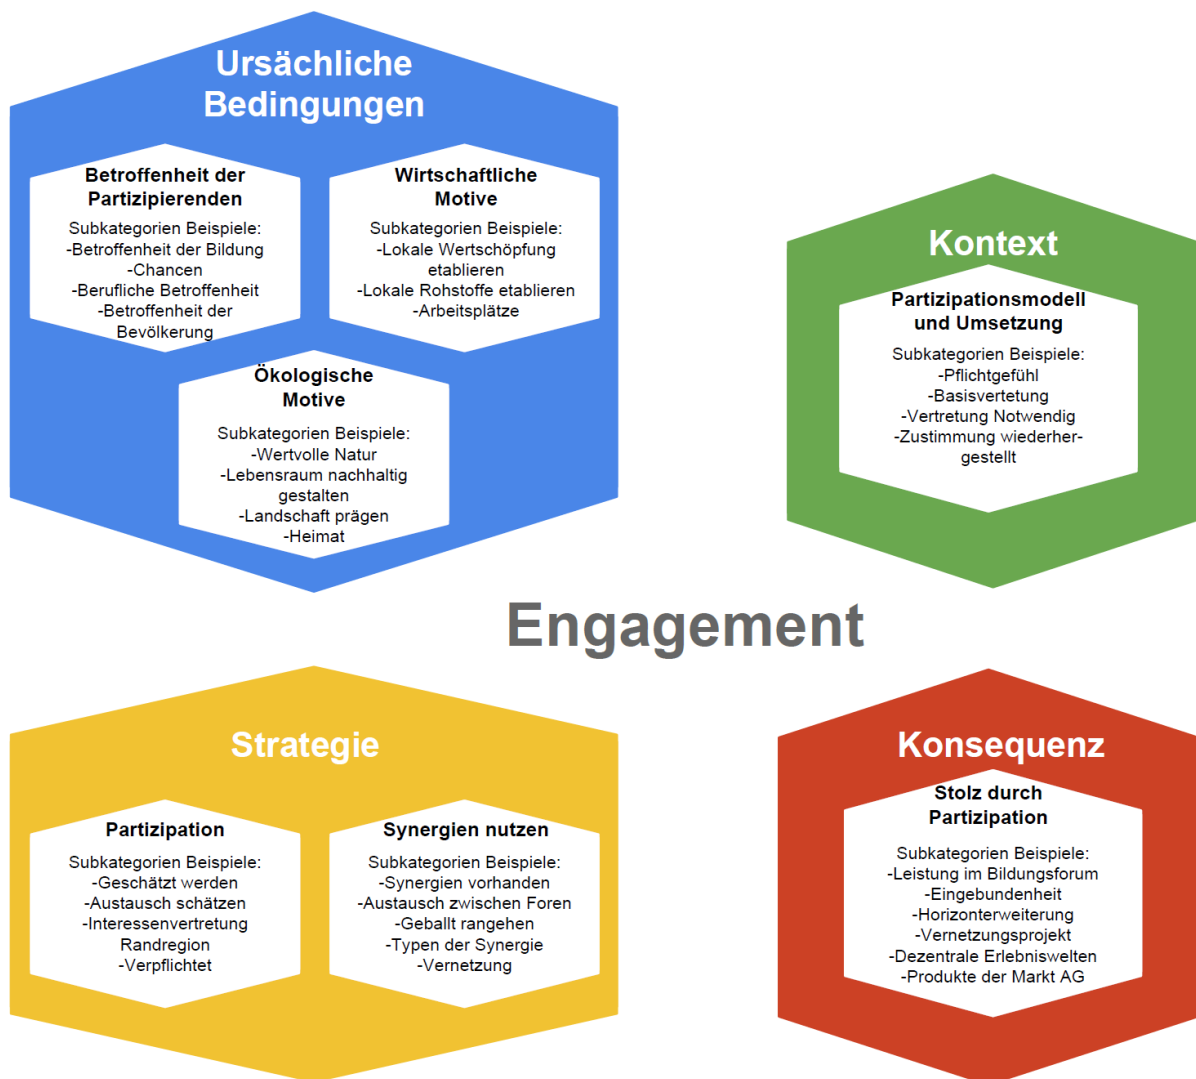 Ursächliche
Bedingungen
Betroffenheit der
Partizipierenden
Subkategorien Beispiele:
-Betroffenheit der Bildung
-Chancen
-Berufliche Betroffenheit
-Betroffenheit der
Bevölkerung
Wirtschaftliche
Motive
Subkategorien Beispiele:
-Lokale Wertschöpfung
etablieren
-Lokale Rohstoffe etablieren
-Arbeitsplätze
Ökologische
Motive
Subkategorien Beispiele:
-Wertvolle Natur
-Lebensraum nachhaltig
gestalten
-Landschaft prägen
-Heimat
Kontext
Partizipationsmodell
und Umsetzung
Subkategorien Beispiele:
-Pflichtgefühl
-Basisvertetung
-Vertretung Notwendig
-Zustimmung wiederher-
gestellt
Engagement
Strategie
Partizipation
Subkategorien Beispiele:
-Geschätzt werden
-Austausch schätzen
-Interessenvertretung
Randregion
-Verpflichtet
Synergien nutzen
Subkategorien Beispiele:
-Synergien vorhanden
-Austausch zwischen Foren
-Geballt rangehen
-Typen der Synergie
-Vernetzung
Konsequenz
Stolz durch
Partizipation
Subkategorien Beispiele:
-Leistung im Bildungsforum
-Eingebundenheit
-Horizonterweiterung
-Vernetzungsprojekt
-Dezentrale Erlebniswelten
-Produkte der Markt AG